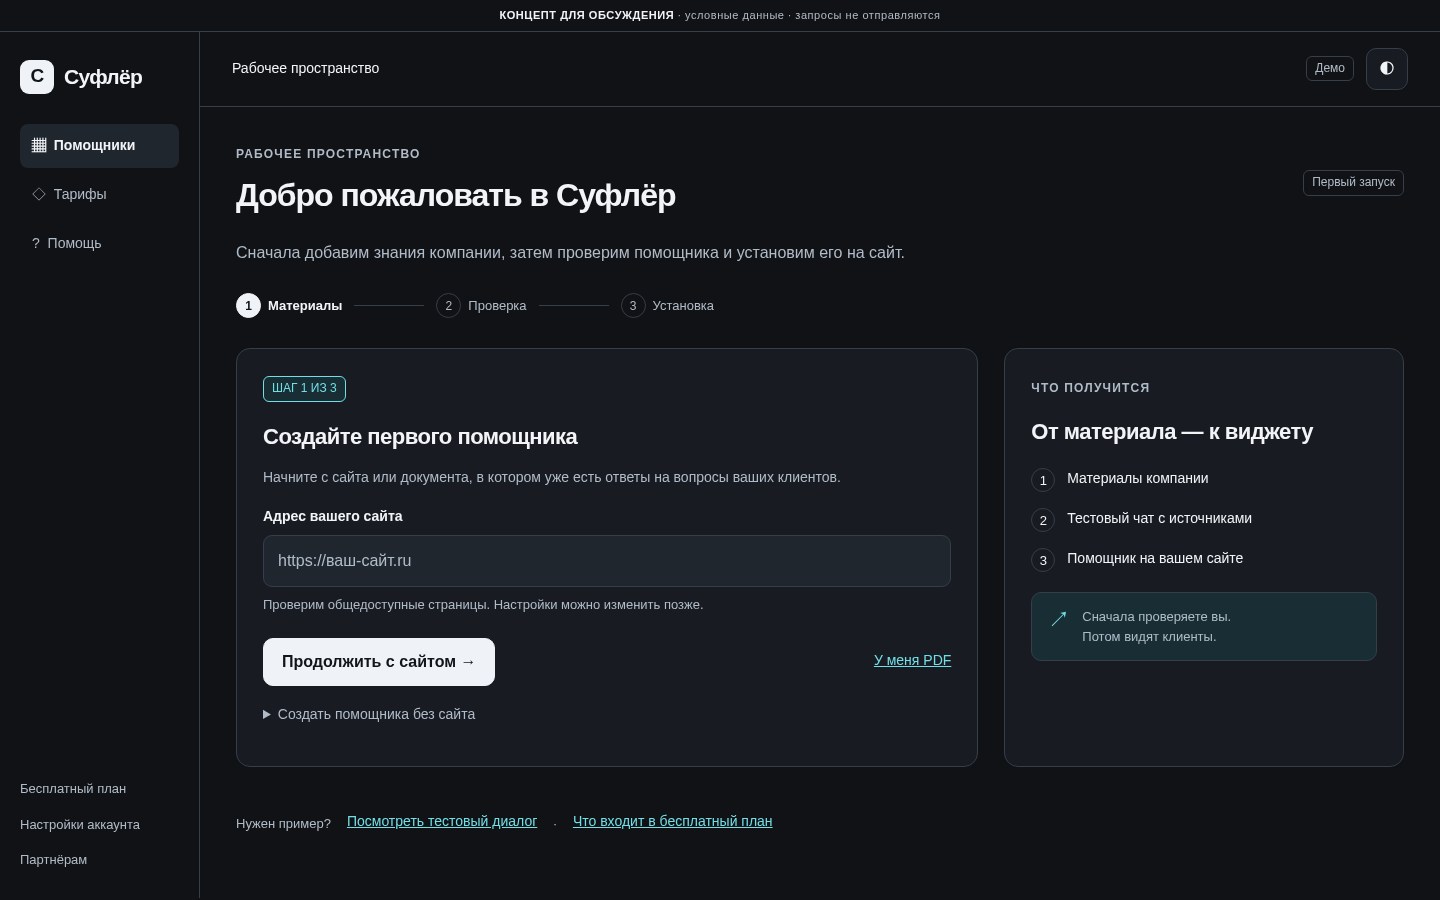 КОНЦЕПТ ДЛЯ ОБСУЖДЕНИЯ · условные данные · запросы не отправляются
С Суфлёр
Помощники
Тарифы
? Помощь
Бесплатный план
Настройки аккаунта
Партнёрам
Рабочее пространство
Демо
РАБОЧЕЕ ПРОСТРАНСТВО
Добро пожаловать в Суфлёр
Первый запуск
Сначала добавим знания компании, затем проверим помощника и установим его на сайт.
1 Материалы 2 Проверка 3 Установка
ШАГ 1 ИЗ 3
Создайте первого помощника
Начните с сайта или документа, в котором уже есть ответы на вопросы ваших клиентов.
Адрес вашего сайта
https://ваш-сайт.ru
Проверим общедоступные страницы. Настройки можно изменить позже.
Продолжить с сайтом →
У меня PDF
Создать помощника без сайта
ЧТО ПОЛУЧИТСЯ
От материала — к виджету
1 Материалы компании
2 Тестовый чат с источниками
3 Помощник на вашем сайте
Сначала проверяете вы.
Потом видят клиенты.
Нужен пример? Посмотреть тестовый диалог · Что входит в бесплатный план